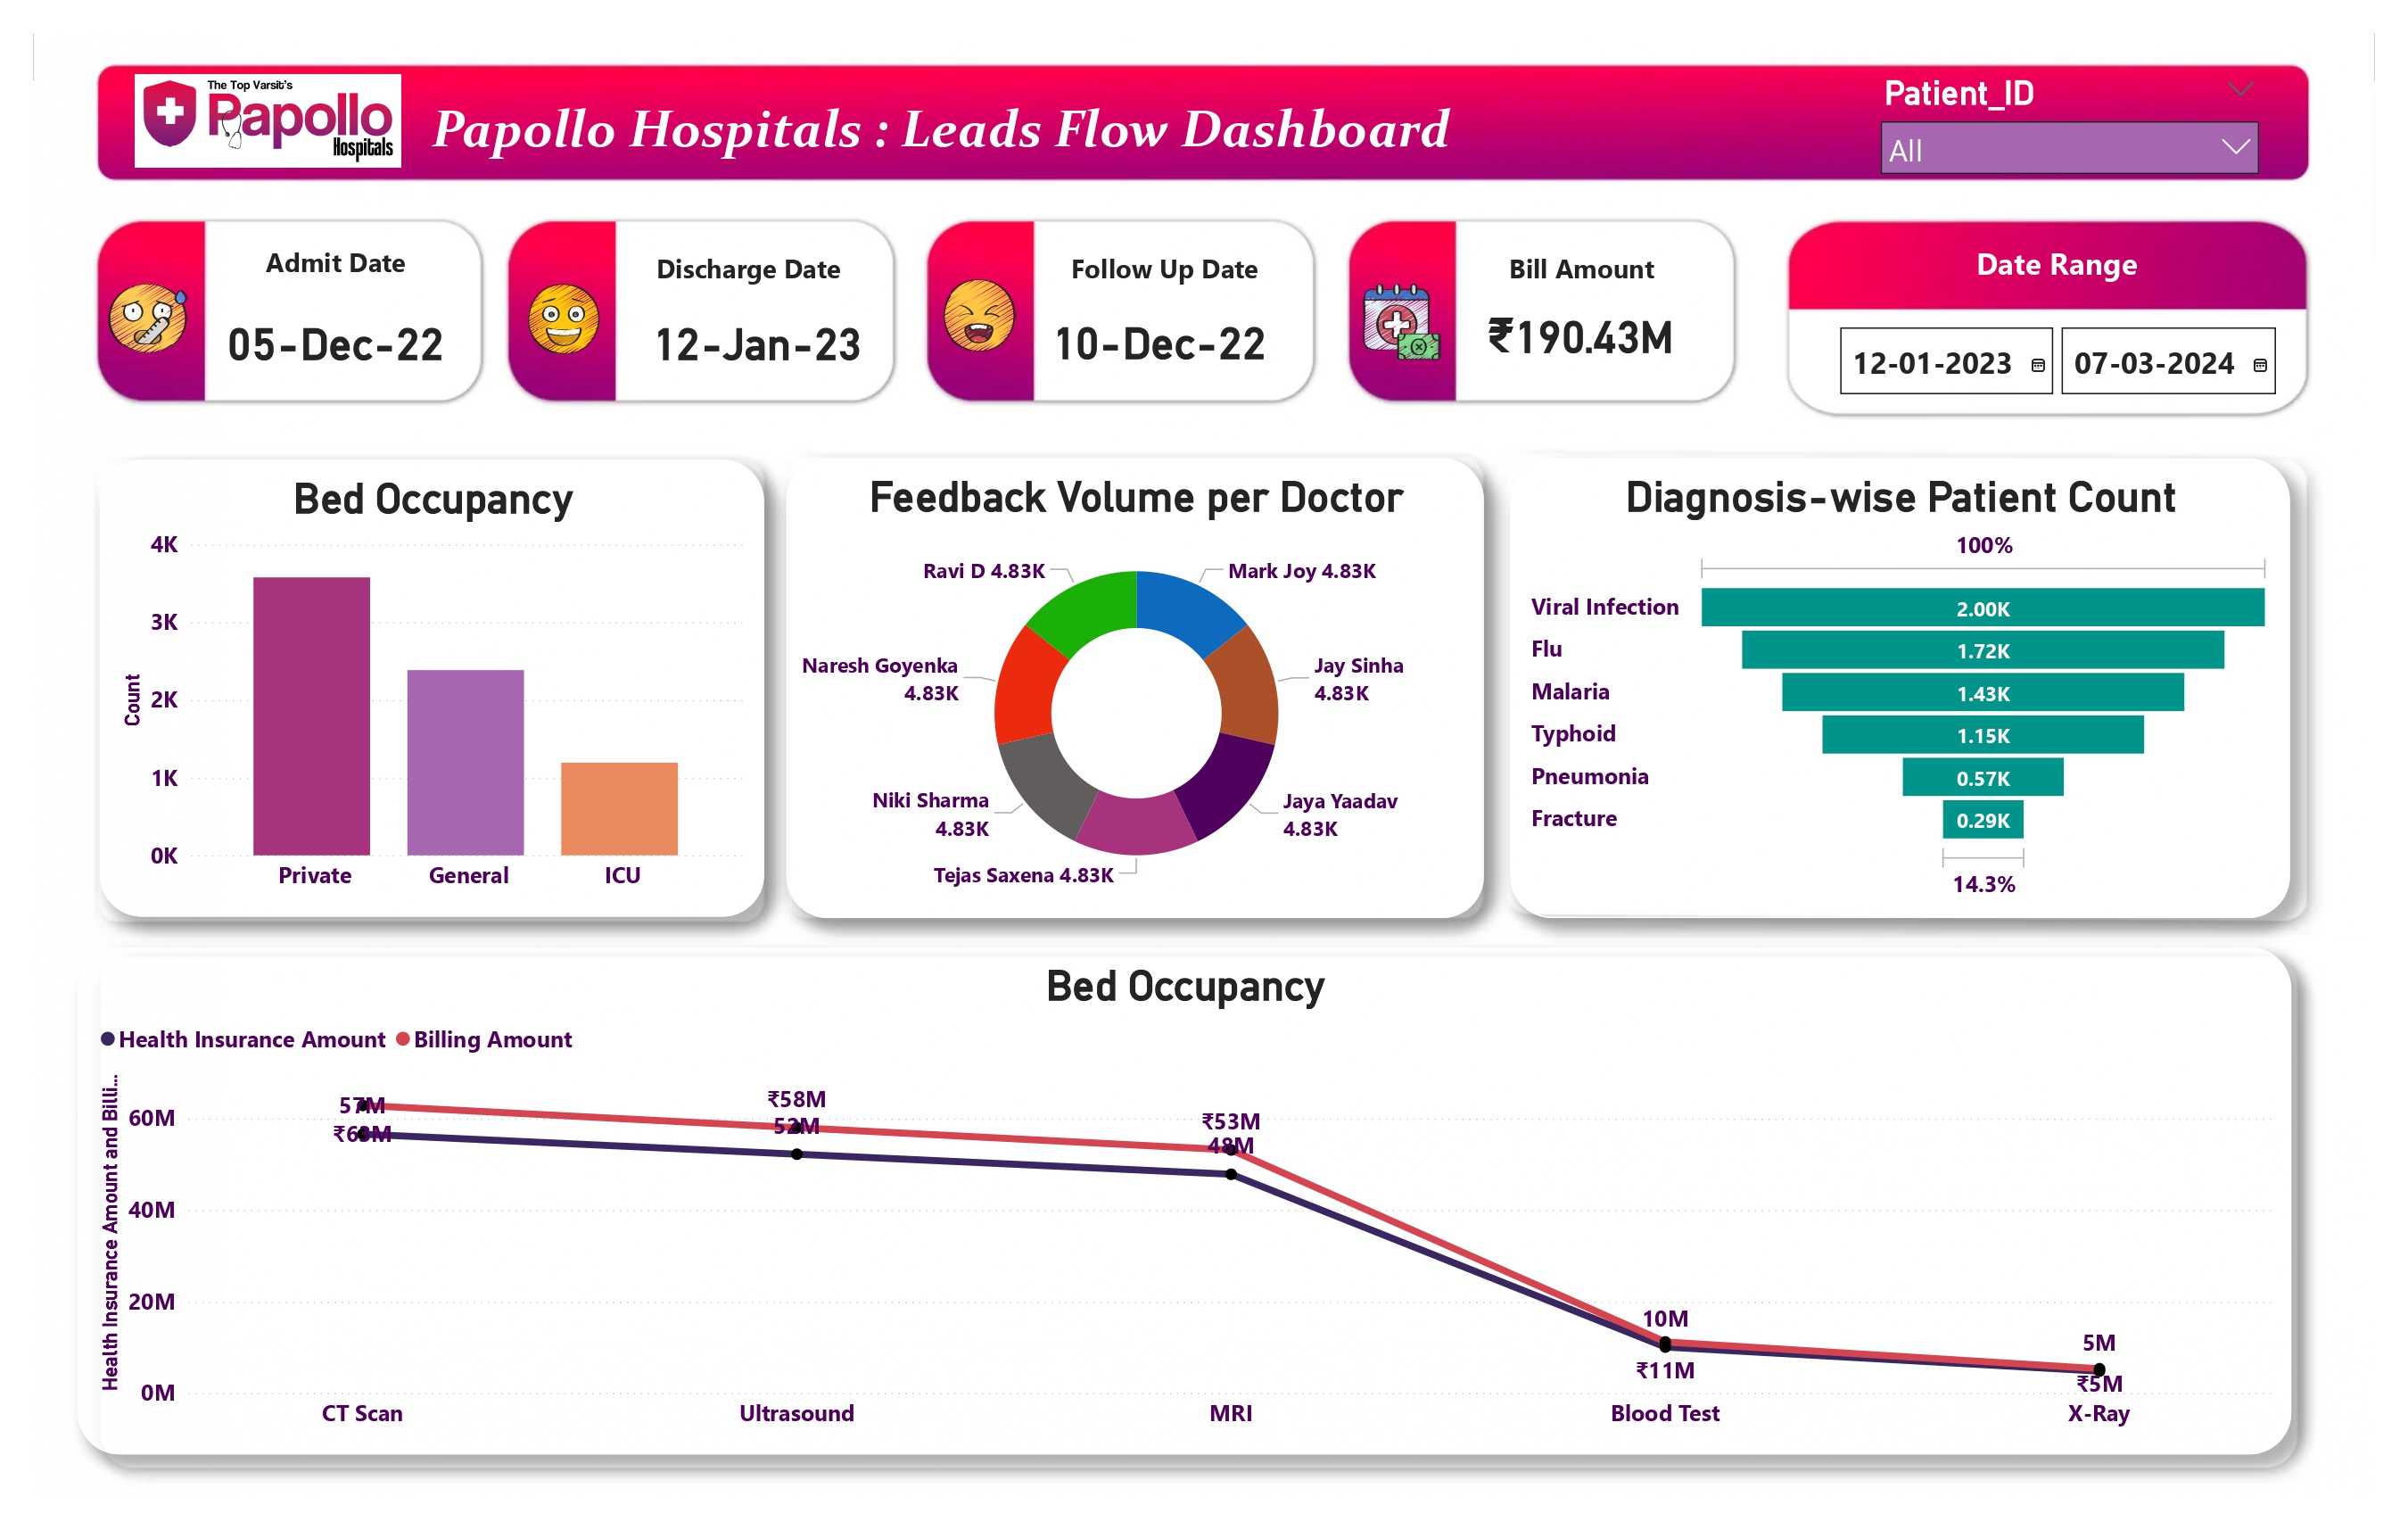 The Top Varsit's
Papollo
Hospitals
Papollo Hospitals : Leads Flow Dashboard
Patient_ID
All
Admit Date
05-Dec-22
Discharge Date
12-Jan-23
Follow Up Date
10-Dec-22
Bill Amount
₹190.43M
Date Range
12-01-2023
07-03-2024
Bed Occupancy
Count
4K
3K
2K
1K
0K
Private
General
ICU
Feedback Volume per Doctor
Ravi D 4.83K
Mark Joy 4.83K
Naresh Goyenka
4.83K
Jay Sinha
4.83K
Niki Sharma
4.83K
Jaya Yaadav
4.83K
Tejas Saxena 4.83K
Diagnosis-wise Patient Count
100%
Viral Infection 2.00K
Flu 1.72K
Malaria 1.43K
Typhoid 1.15K
Pneumonia 0.57K
Fracture 0.29K
14.3%
Bed Occupancy
Health Insurance Amount
Billing Amount
Health Insurance Amount and Billi...
60M
40M
20M
0M
57M
₹63M
₹58M
52M
₹53M
48M
10M
₹11M
5M
₹5M
CT Scan
Ultrasound
MRI
Blood Test
X-Ray